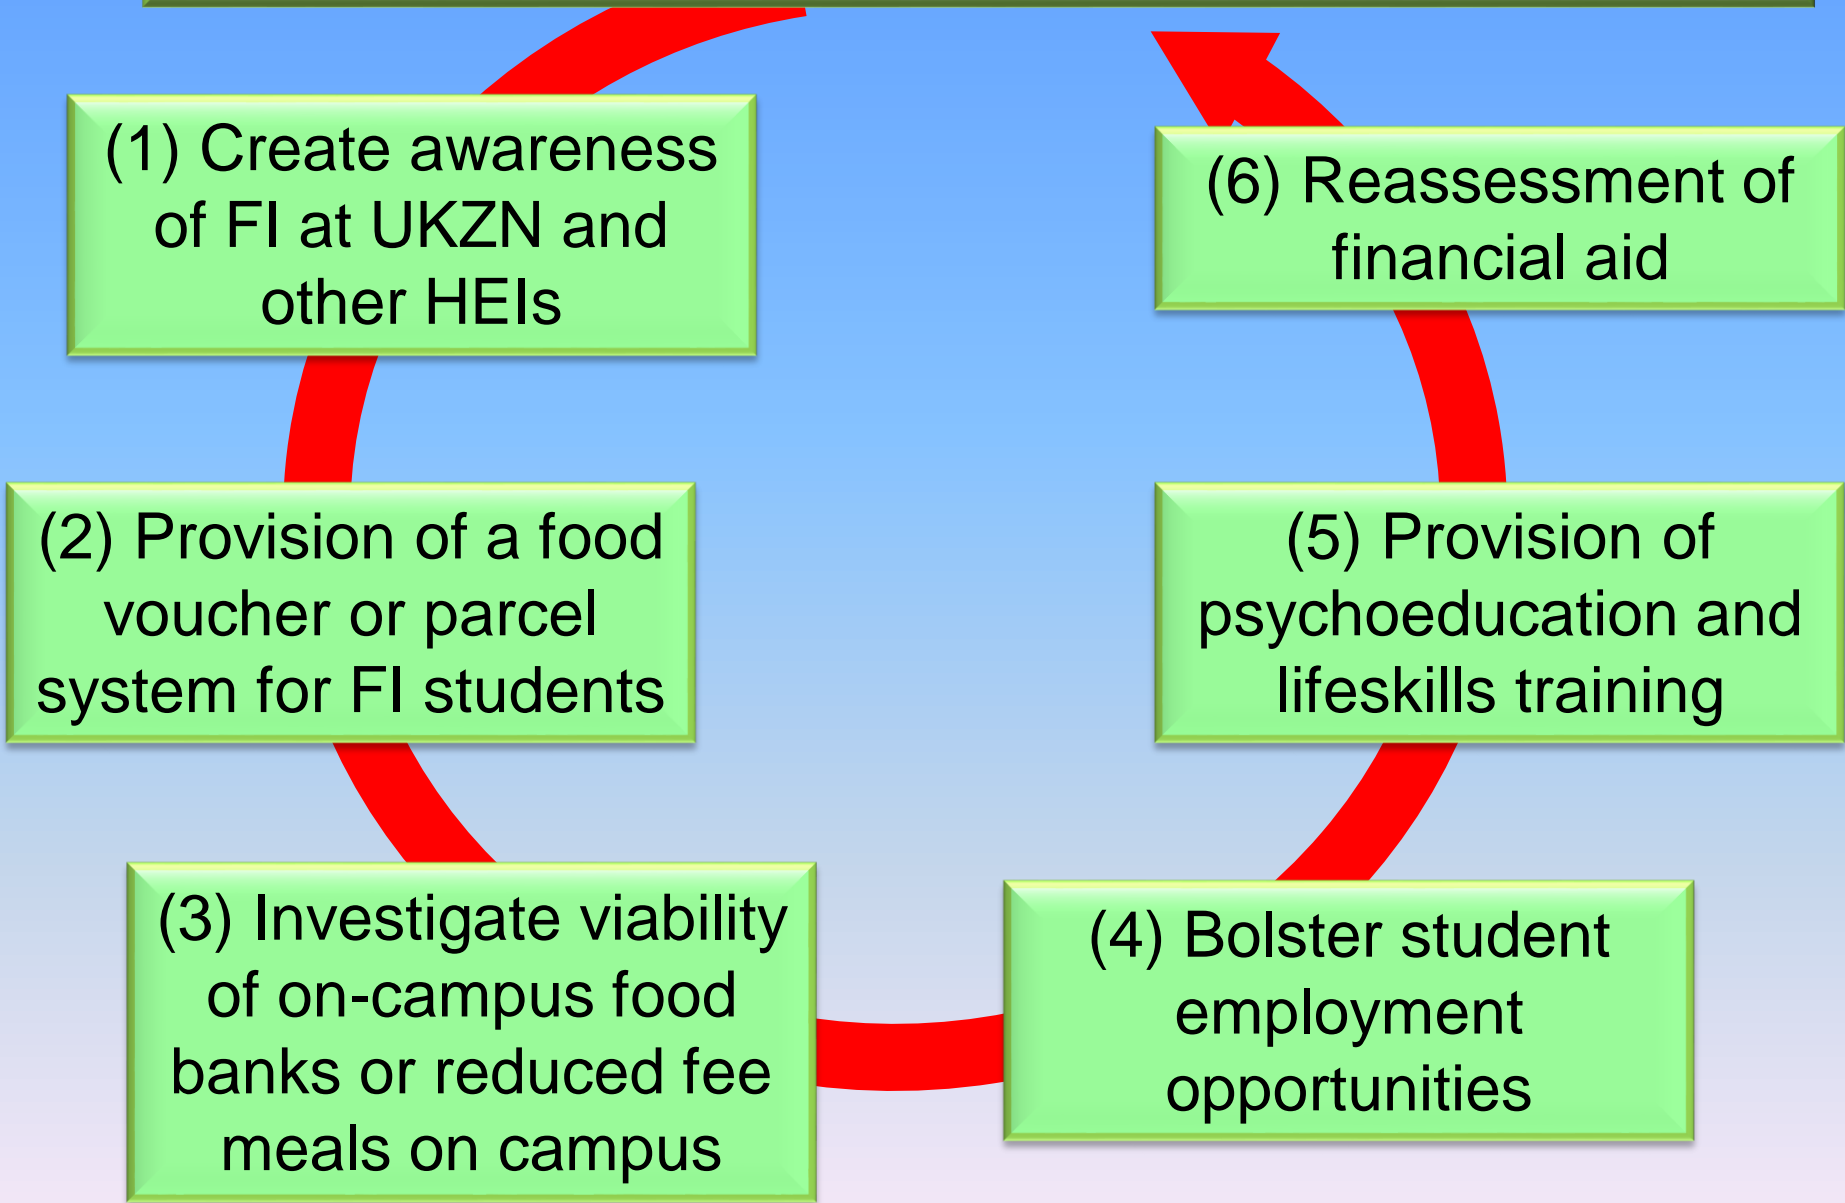 (1) Create awareness
of FI at UKZN and
other HEIs
(2) Provision of a food
voucher or parcel
system for FI students
(3) Investigate viability
of on-campus food
banks or reduced fee
meals on campus
(4) Bolster student
employment
opportunities
(5) Provision of
psychoeducation and
lifeskills training
(6) Reassessment of
financial aid